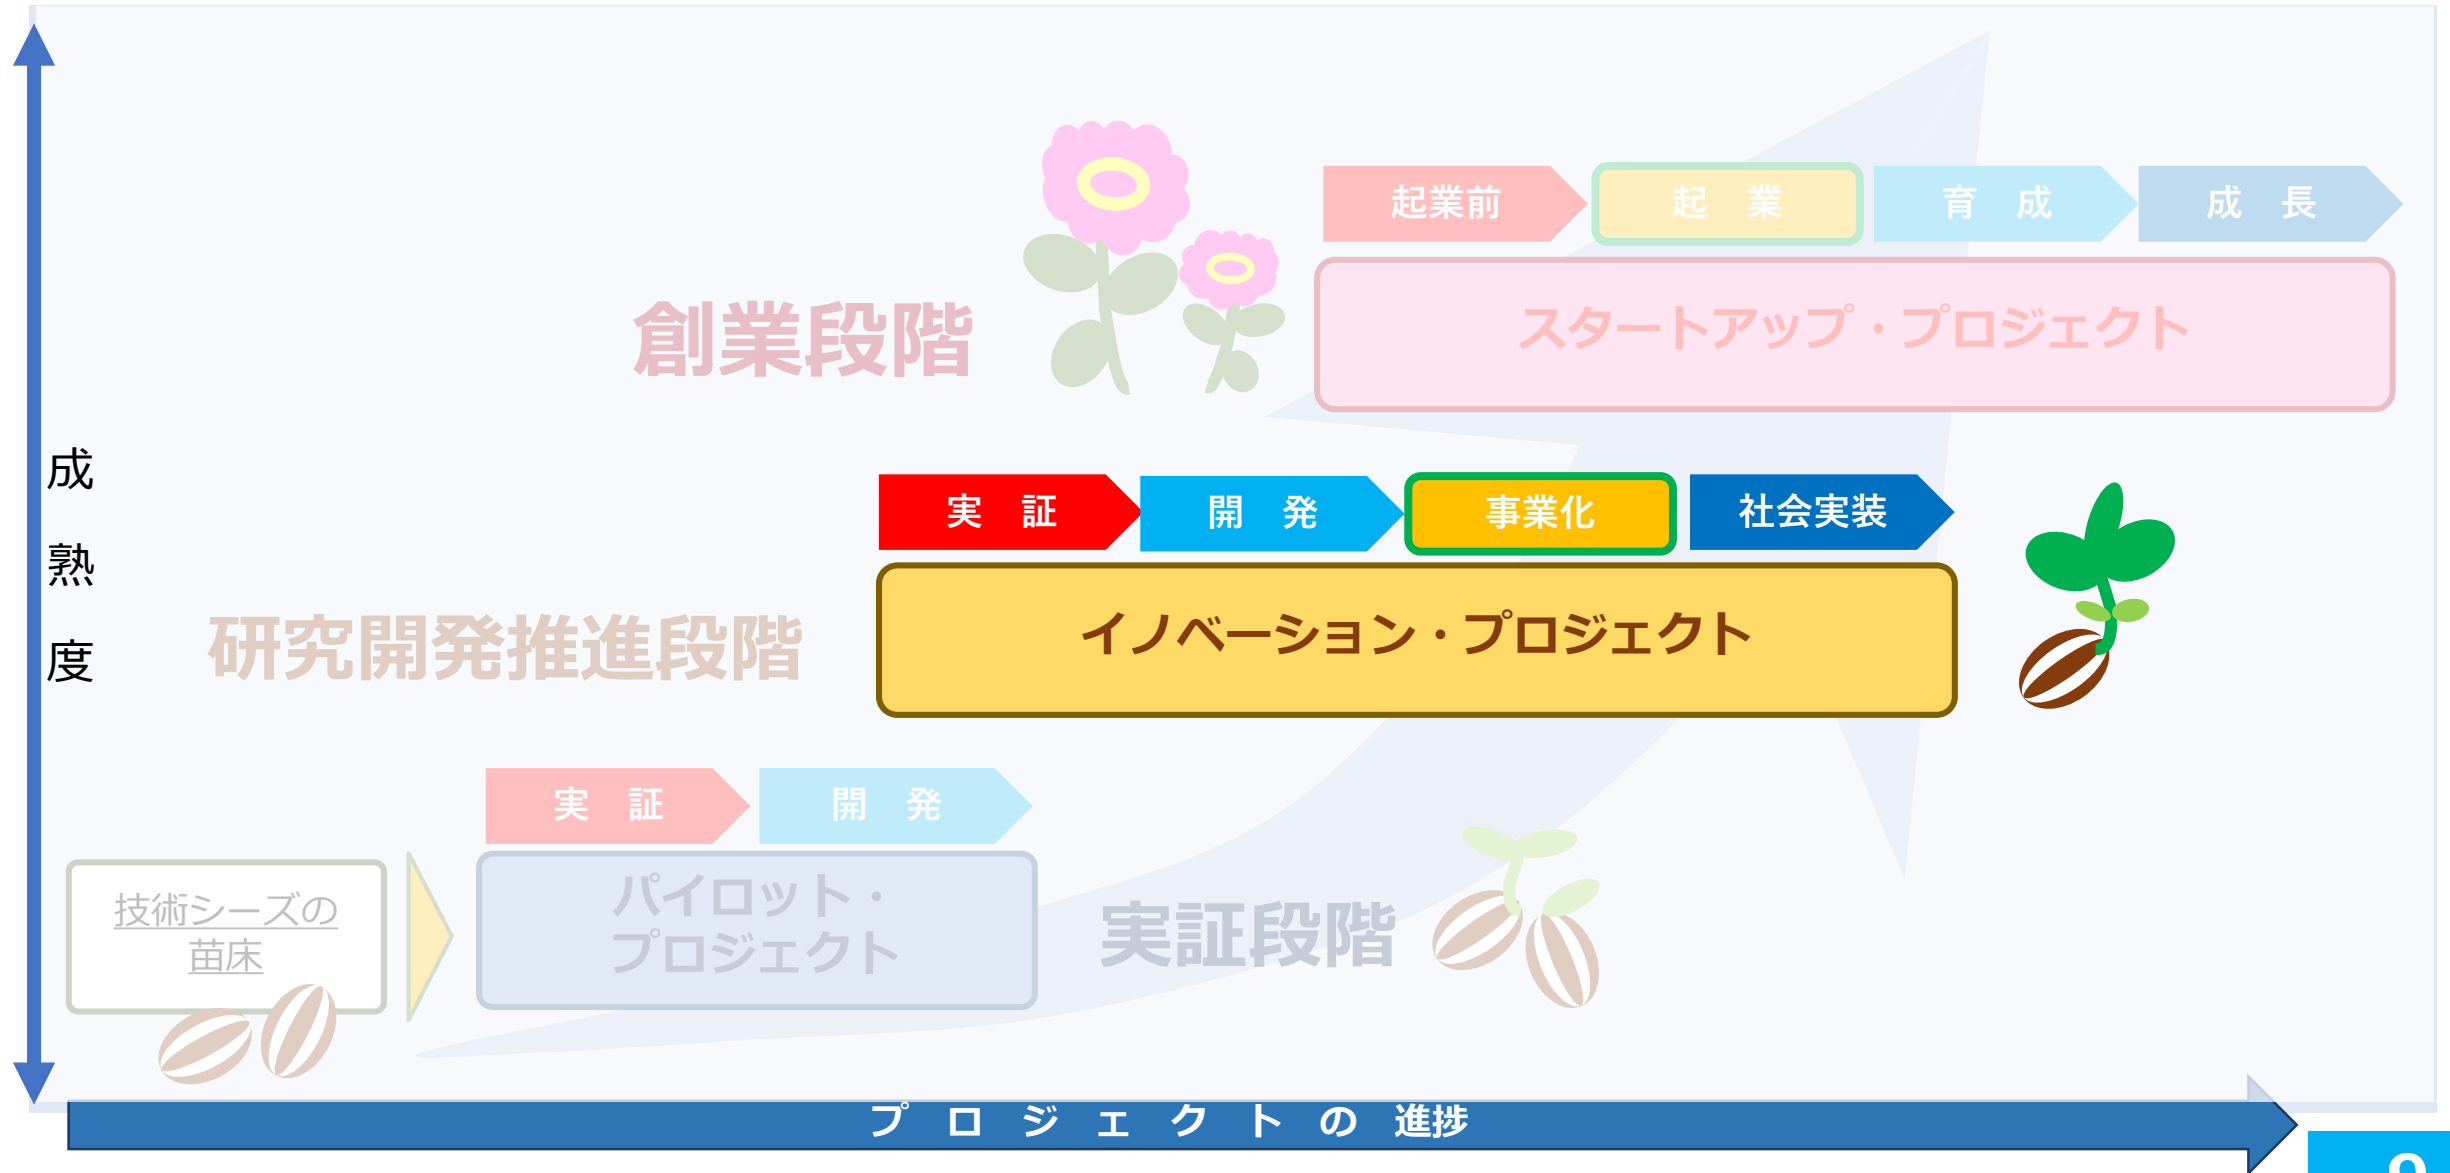 起業前
起　業
育　成
成　長
創業段階
スタートアップ・プロジェクト
成
熟
度
実　証
開　発
事業化
社会実装
研究開発推進段階
イノベーション・プロジェクト
実　証
開　発
技術シーズの
苗床
パイロット・
プロジェクト
実証段階
プロジェクトの進捗